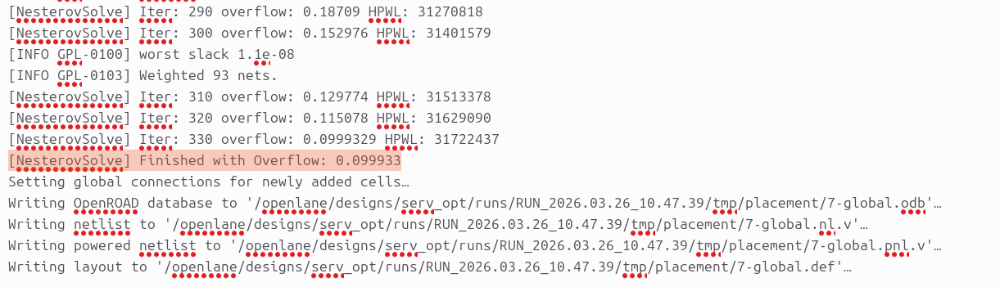 [NesterovSolve] Iter: 290 overflow: 0.18709 HPWL: 31270818
[NesterovSolve] Iter: 300 overflow: 0.152976 HPWL: 31401579
[INFO GPL-0100] worst slack 1.1e-08
[INFO GPL-0103] Weighted 93 nets.
[NesterovSolve] Iter: 310 overflow: 0.129774 HPWL: 31513378
[NesterovSolve] Iter: 320 overflow: 0.115078 HPWL: 31629090
[NesterovSolve] Iter: 330 overflow: 0.0999329 HPWL: 31722437
[NesterovSolve] Finished with Overflow: 0.099933
Setting global connections for newly added cells…
Writing OpenROAD database to '/openlane/designs/serv_opt/runs/RUN_2026.03.26_10.47.39/tmp/placement/7-global.odb'…
Writing netlist to '/openlane/designs/serv_opt/runs/RUN_2026.03.26_10.47.39/tmp/placement/7-global.nl.v'…
Writing powered netlist to '/openlane/designs/serv_opt/runs/RUN_2026.03.26_10.47.39/tmp/placement/7-global.pnl.v'…
Writing layout to '/openlane/designs/serv_opt/runs/RUN_2026.03.26_10.47.39/tmp/placement/7-global.def'…